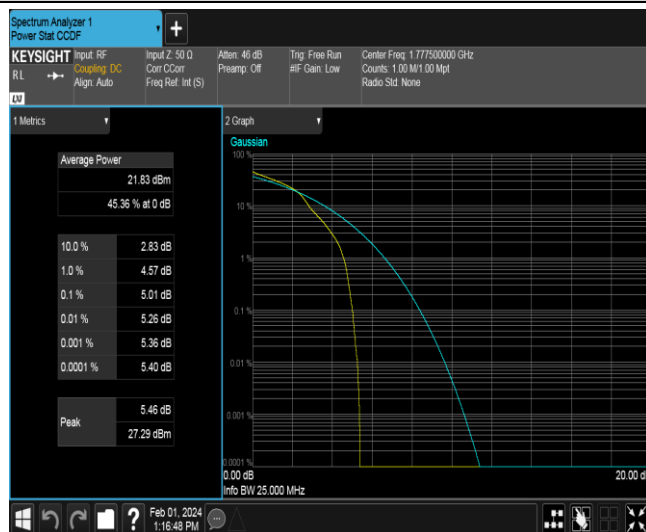 Spectrum Analyzer 1
Power Stat CCDF
+
KEYSIGHT
RL
LXI
Input: RF
Coupling: DC
Align: Auto
Input Z: 50 Ω
Corr CCorr
Freq Ref: Int (S)
Atten: 46 dB
Preamp: Off
Trig: Free Run
#IF Gain: Low
Center Freq: 1.777500000 GHz
Counts: 1.00 M/1.00 Mpt
Radio Std: None
1 Metrics
Average Power
21.83 dBm
45.36 % at 0 dB
10.0 % 2.83 dB
1.0 % 4.57 dB
0.1 % 5.01 dB
0.01 % 5.26 dB
0.001 % 5.36 dB
0.0001 % 5.40 dB
Peak
5.46 dB
27.29 dBm
2 Graph
Gaussian
100 %
10 %
1 %
0.1 %
0.01 %
0.001 %
0.0001 %
0.00 dB
20.00 d
Info BW 25.000 MHz
?
Feb 01, 2024
1:16:48 PM